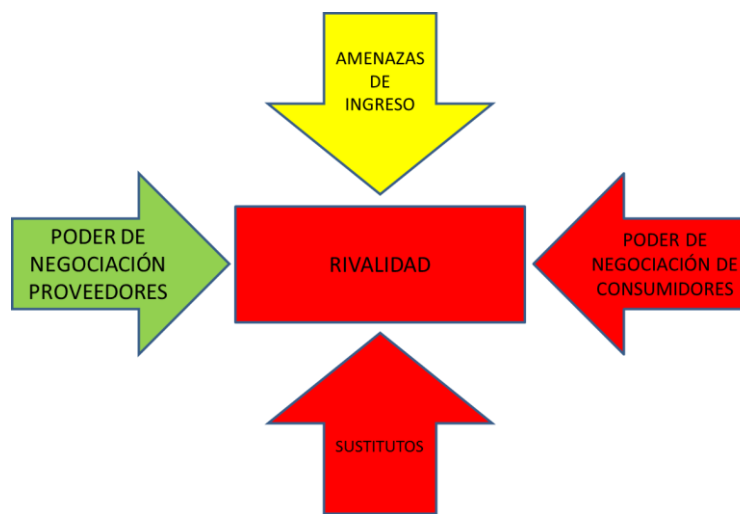 AMENAZAS
DE
INGRESO
PODER DE
NEGOCIACIÓN
PROVEEDORES
RIVALIDAD
PODER DE
NEGOCIACIÓN DE
CONSUMIDORES
SUSTITUTOS